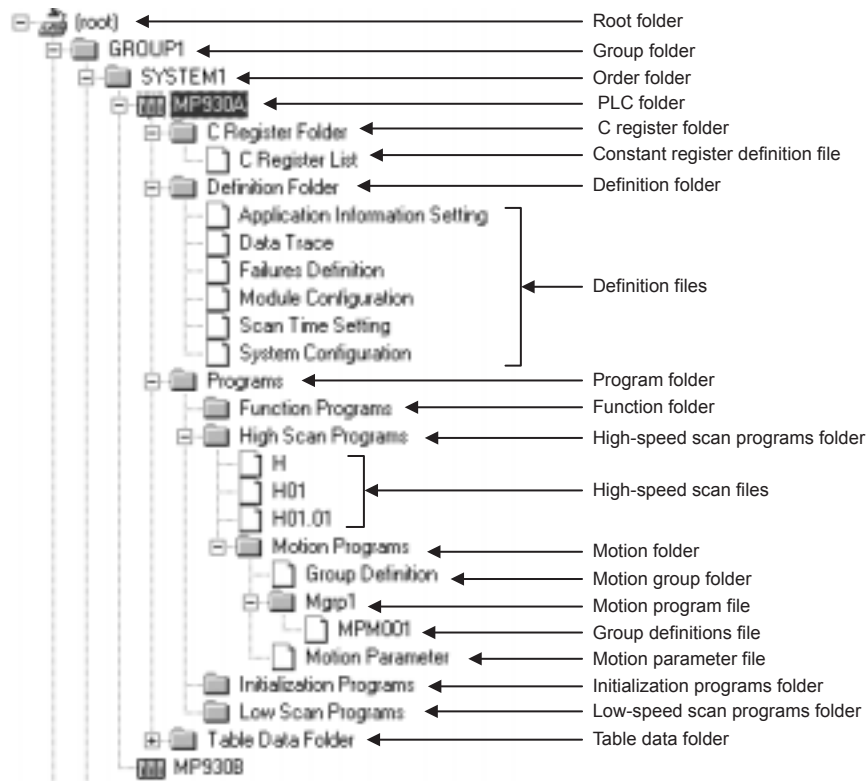 (root) Root folder
GROUP1 Group folder
SYSTEM1 Order folder
MP930A PLC folder
C Register Folder C register folder
C Register List Constant register definition file
Definition Folder Definition folder
Application Information Setting
Data Trace
Failures Definition
Module Configuration Definition files
Scan Time Setting
System Configuration
Programs Program folder
Function Programs Function folder
High Scan Programs High-speed scan programs folder
H
H01 High-speed scan files
H01.01
Motion Programs Motion folder
Group Definition Motion group folder
Mgrp1 Motion program file
MPM001 Group definitions file
Motion Parameter Motion parameter file
Initialization Programs Initialization programs folder
Low Scan Programs Low-speed scan programs folder
Table Data Folder Table data folder
MP930B